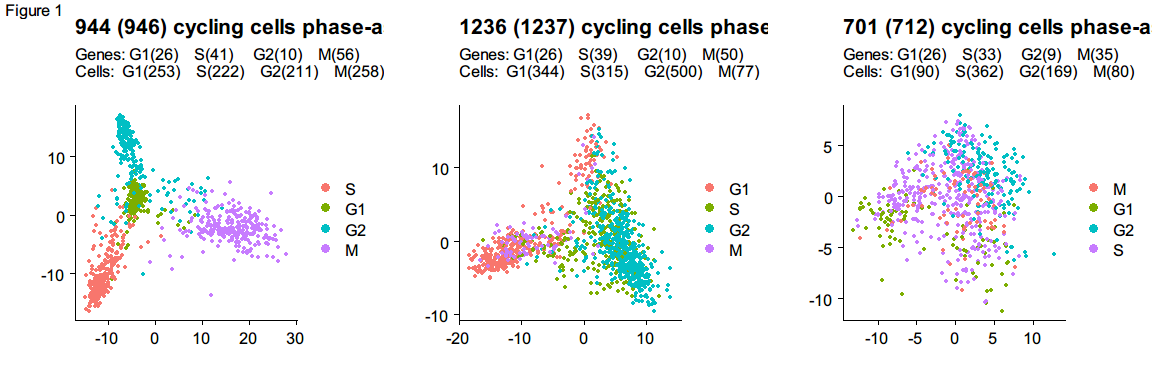 Figure 1
944 (946) cycling cells phase-a
Genes: G1(26) S(41) G2(10) M(56)
Cells: G1(253) S(222) G2(211) M(258)
10
0
-10
-10 0 10 20 30
S
G1
G2
M
1236 (1237) cycling cells phase
Genes: G1(26) S(39) G2(10) M(50)
Cells: G1(344) S(315) G2(500) M(77)
10
0
-10
-20 -10 0 10
G1
S
G2
M
701 (712) cycling cells phase-a
Genes: G1(26) S(33) G2(9) M(35)
Cells: G1(90) S(362) G2(169) M(80)
5
0
-5
-10
-10 -5 0 5 10
M
G1
G2
S